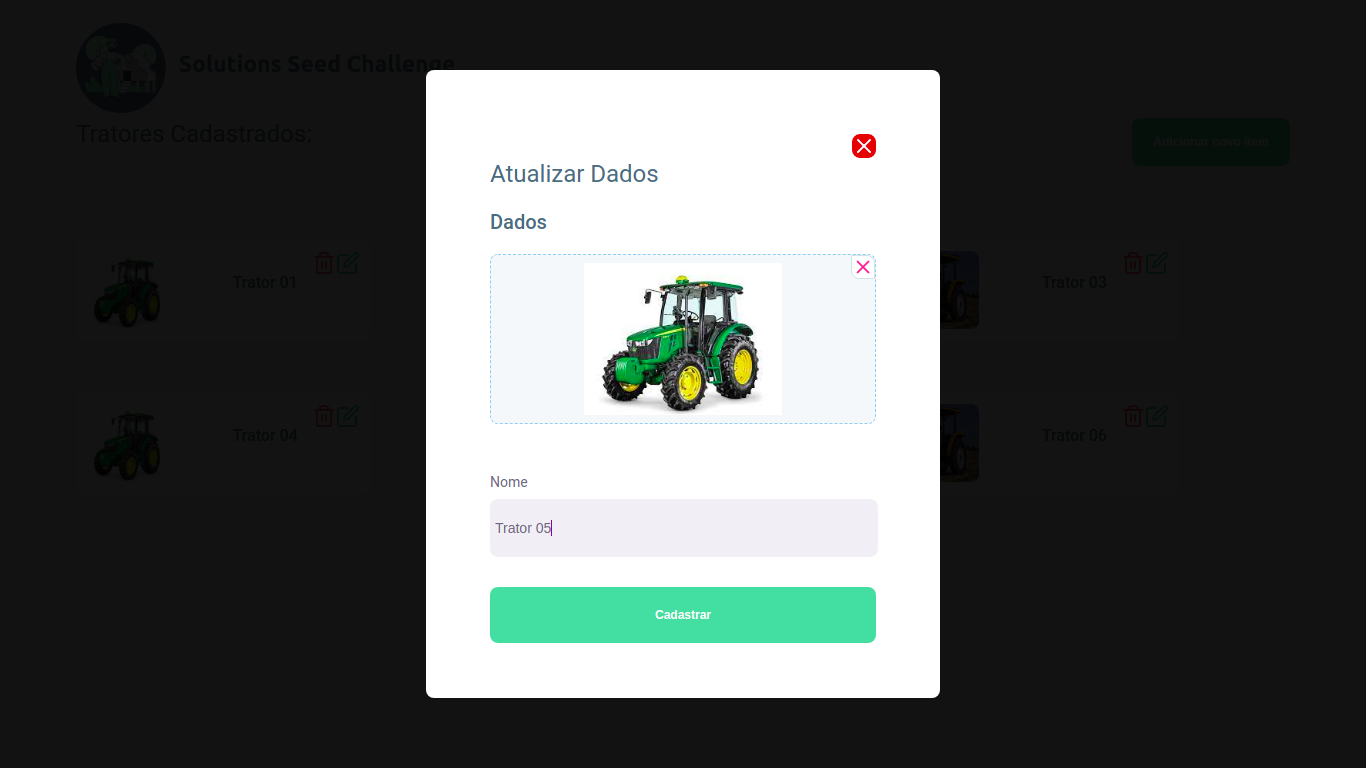 Solutions Seed Challenge
Tratores Cadastrados:
Adicionar novo item
Atualizar Dados
Dados
Trator 01
Trator 03
Trator 04
Trator 06
Nome
Trator 05
Cadastrar